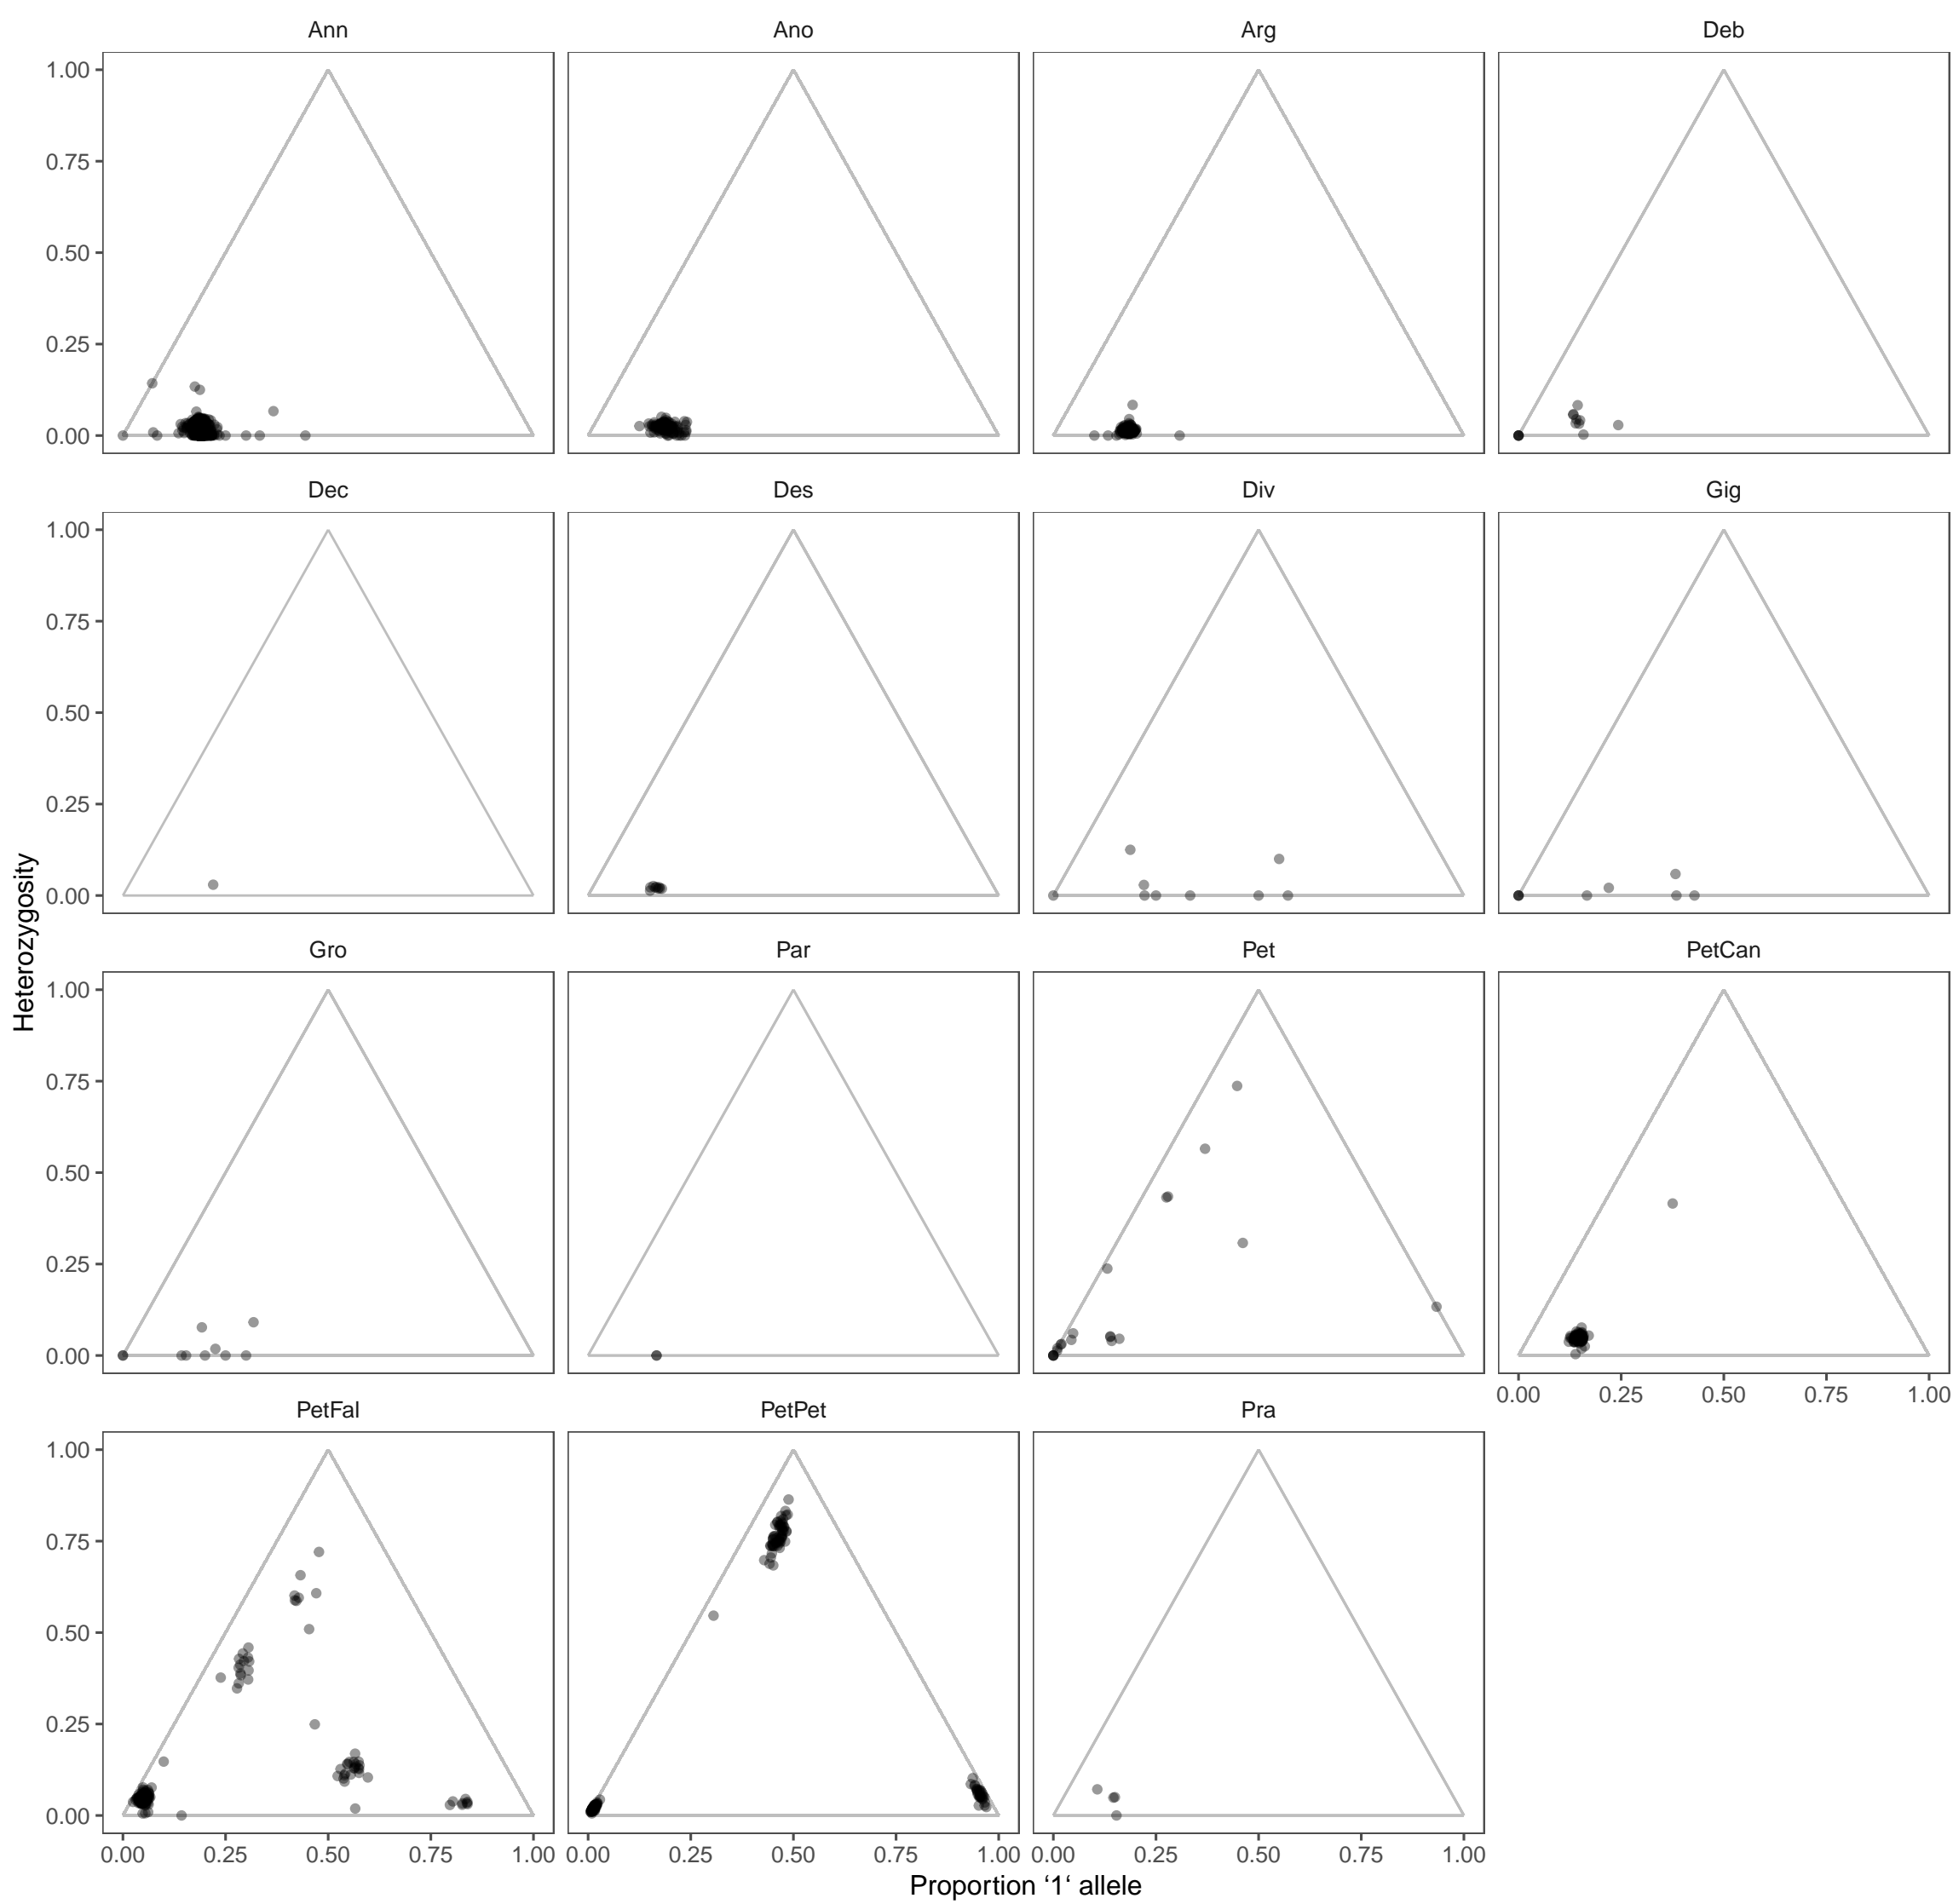 Ann Ano Arg Deb
1.00
0.75
0.50
0.25
0.00
Dec Des Div Gig
1.00
0.75
0.50
0.25
0.00
Heterozygosity
Gro Par Pet PetCan
1.00
0.75
0.50
0.25
0.00
0.00 0.25 0.50 0.75 1.00
PetFal PetPet Pra
1.00
0.75
0.50
0.25
0.00
0.00 0.25 0.50 0.75 1.00 0.00 0.25 0.50 0.75 1.00 0.00 0.25 0.50 0.75 1.00
Proportion ‘1‘ allele